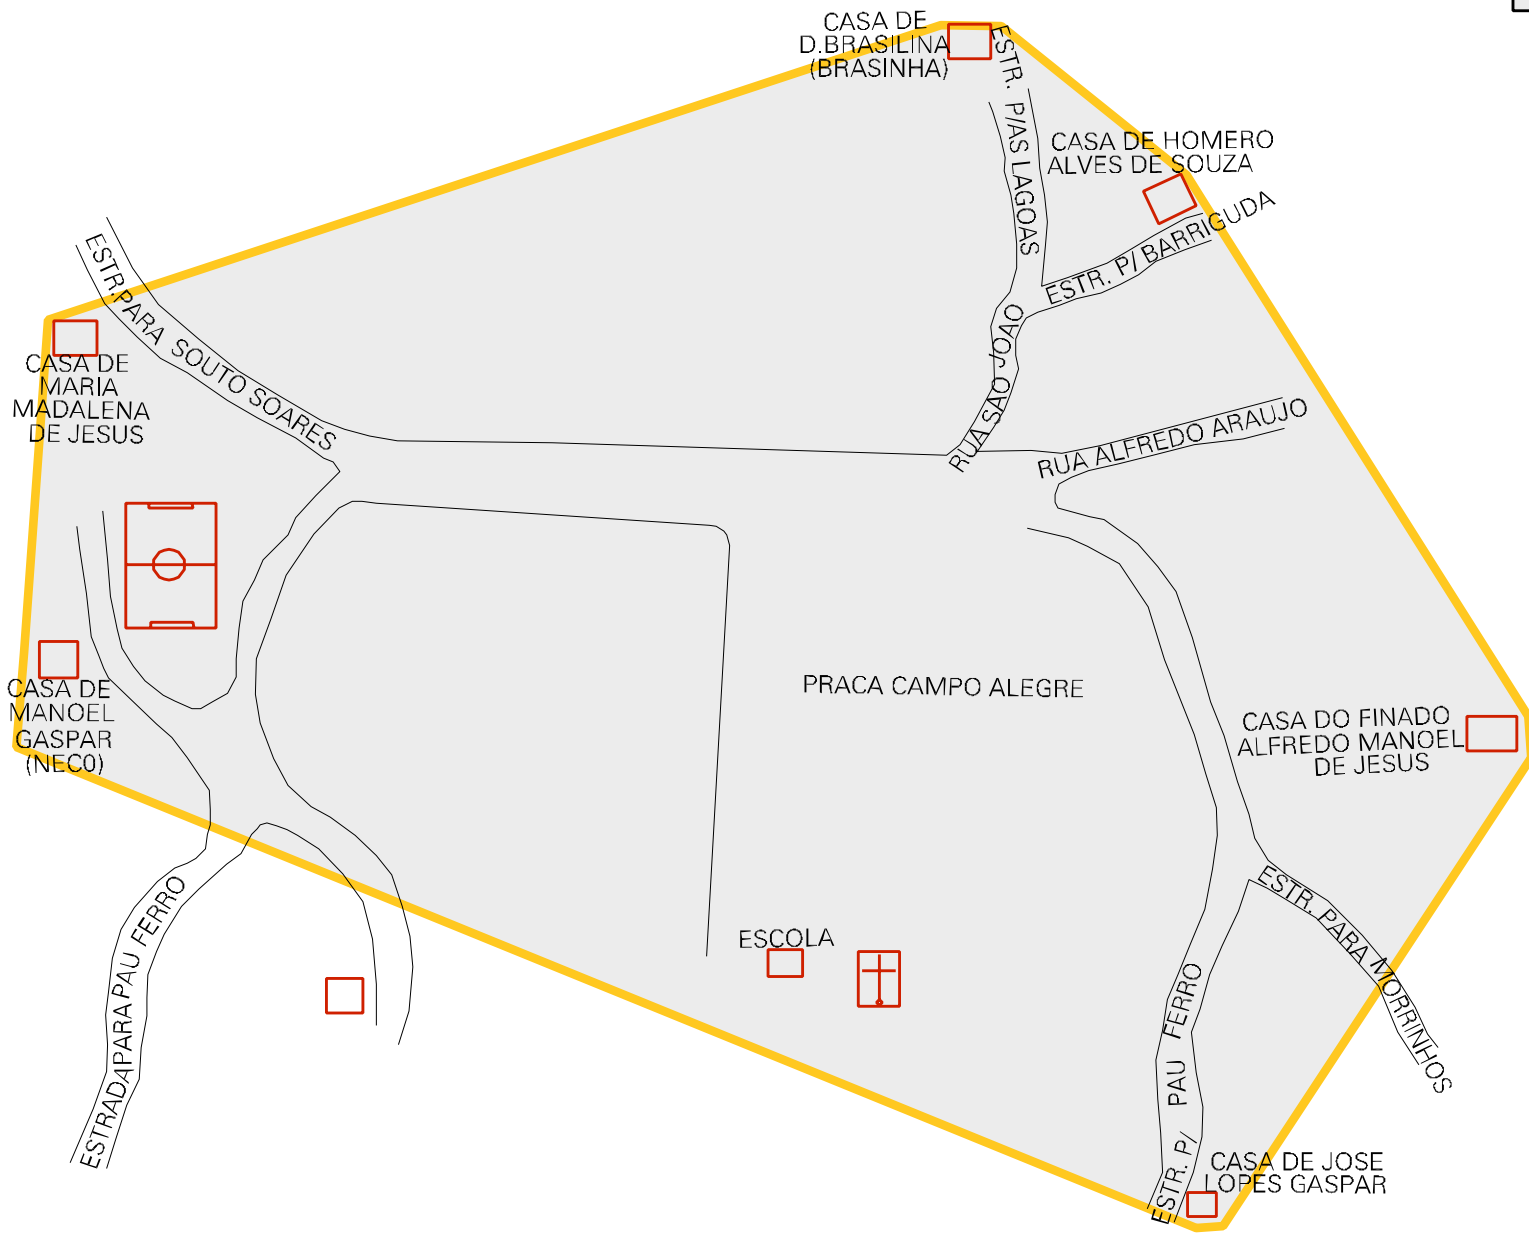 CASA DE
D.BRASILINA
(BRASINHA)
ESTR. P/AS LAGOAS
CASA DE HOMERO
ALVES DE SOUZA
ESTR. P/ BARRIGUDA
ESTR.PARA SOUTO SOARES
RUA SAO JOAO
CASA DE
MARIA
MADALENA
DE JESUS
RUA ALFREDO ARAUJO
CASA DE
MANOEL
GASPAR
(NEC0)
PRACA CAMPO ALEGRE
CASA DO FINADO
ALFREDO MANOEL
DE JESUS
ESTR. PARA MORRINHOS
ESTRADAPARAPAU FERRO
ESCOLA
ESTR. P/ PAU FERRO
CASA DE JOSE
LOPES GASPAR